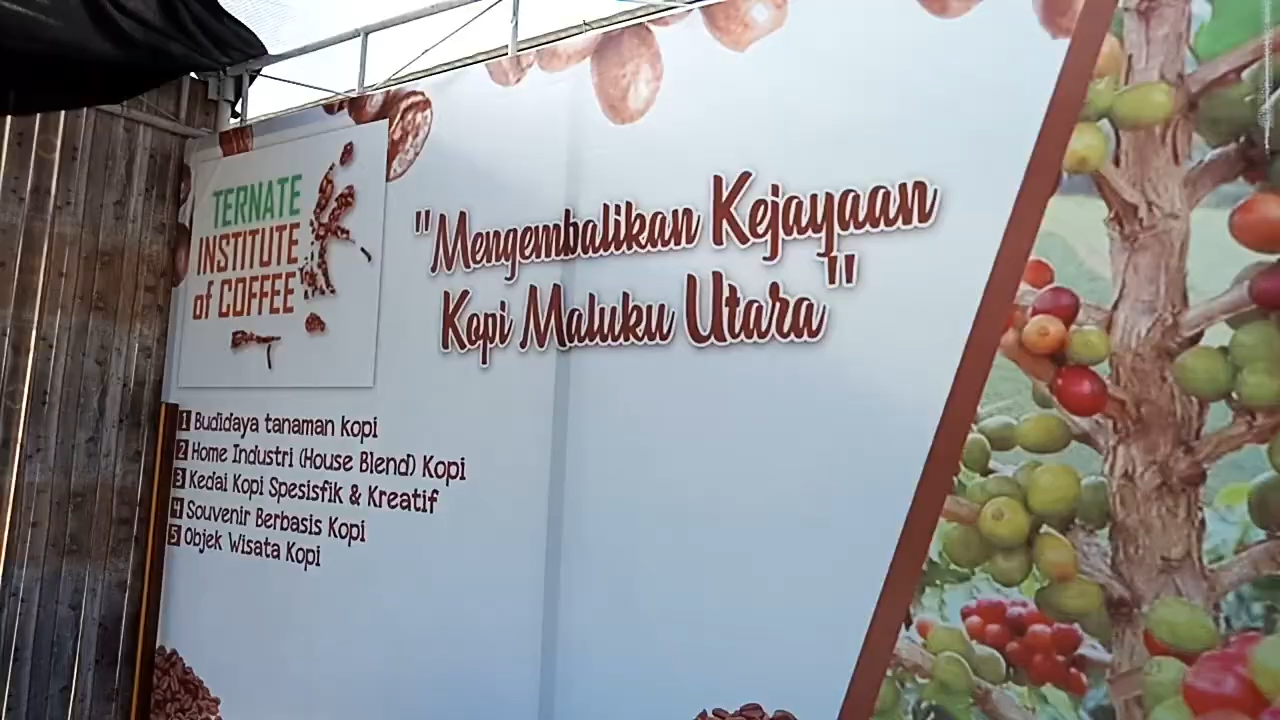 TERNATE
INSTITUTE
of COFFEE
"Mengembalikan Kejayaan
Kopi Maluku Utara"
1 Budidaya tanaman kopi
2 Home Industri (House Blend) Kopi
3 Kedai Kopi Spesisfik & Kreatif
4 Souvenir Berbasis Kopi
5 Objek Wisata Kopi